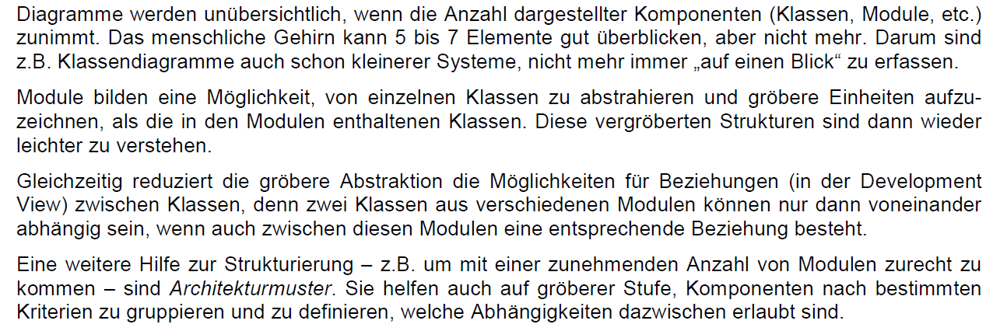 Diagramme werden unübersichtlich, wenn die Anzahl dargestellter Komponenten (Klassen, Module, etc.)
zunimmt. Das menschliche Gehirn kann 5 bis 7 Elemente gut überblicken, aber nicht mehr. Darum sind
z.B. Klassendiagramme auch schon kleinerer Systeme, nicht mehr immer „auf einen Blick“ zu erfassen.
Module bilden eine Möglichkeit, von einzelnen Klassen zu abstrahieren und gröbere Einheiten aufzu-
zeichnen, als die in den Modulen enthaltenen Klassen. Diese vergröberten Strukturen sind dann wieder
leichter zu verstehen.
Gleichzeitig reduziert die gröbere Abstraktion die Möglichkeiten für Beziehungen (in der Development
View) zwischen Klassen, denn zwei Klassen aus verschiedenen Modulen können nur dann voneinander
abhängig sein, wenn auch zwischen diesen Modulen eine entsprechende Beziehung besteht.
Eine weitere Hilfe zur Strukturierung – z.B. um mit einer zunehmenden Anzahl von Modulen zurecht zu
kommen – sind Architekturmuster. Sie helfen auch auf gröberer Stufe, Komponenten nach bestimmten
Kriterien zu gruppieren und zu definieren, welche Abhängigkeiten dazwischen erlaubt sind.